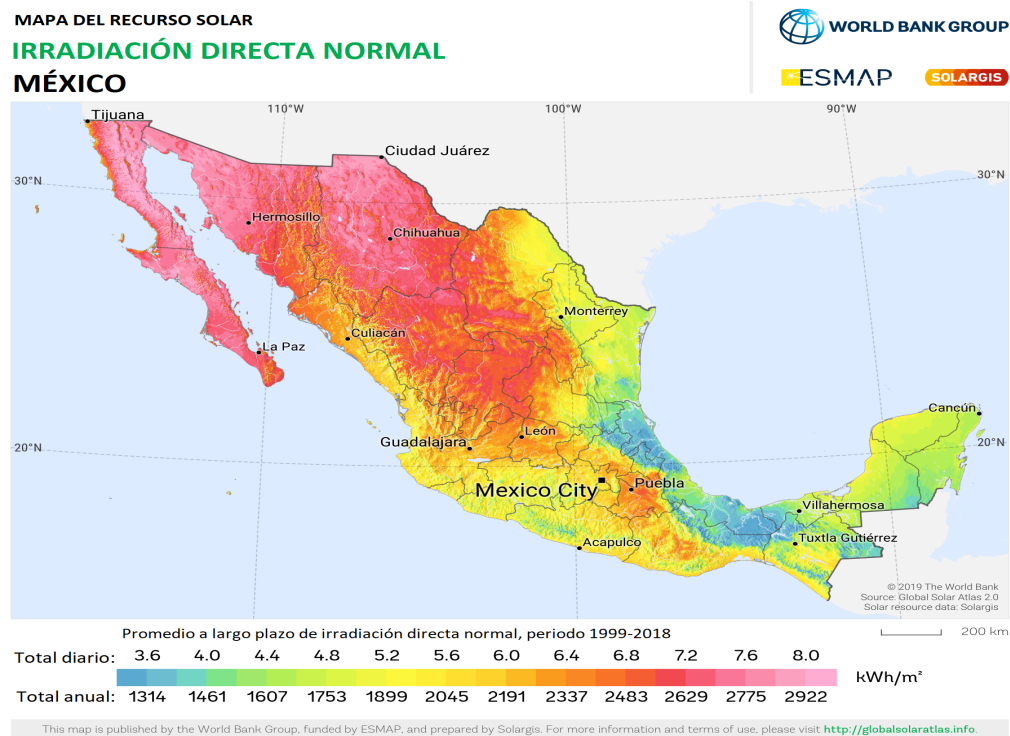 MAPA DEL RECURSO SOLAR
IRRADIACIÓN DIRECTA NORMAL
MÉXICO
WORLD BANK GROUP
ESMAP
SOLARGIS
110°W
100°W
90°W
Tijuana
Ciudad Juárez
30°N
30°N
Hermosillo
Chihuahua
Monterrey
Culiacán
La Paz
Cancún
León
Guadalajara
20°N
20°N
Mexico City
Puebla
Villahermosa
Tuxtla Gutiérrez
Acapulco
© 2019 The World Bank
Source: Global Solar Atlas 2.0
Solar resource data: Solargis
Promedio a largo plazo de irradiación directa normal, periodo 1999-2018
200 km
Total diario: 3.6 4.0 4.4 4.8 5.2 5.6 6.0 6.4 6.8 7.2 7.6 8.0
kWh/m²
Total anual: 1314 1461 1607 1753 1899 2045 2191 2337 2483 2629 2775 2922
This map is published by the World Bank Group, funded by ESMAP, and prepared by Solargis. For more information and terms of use, please visit http://globalsolaratlas.info.